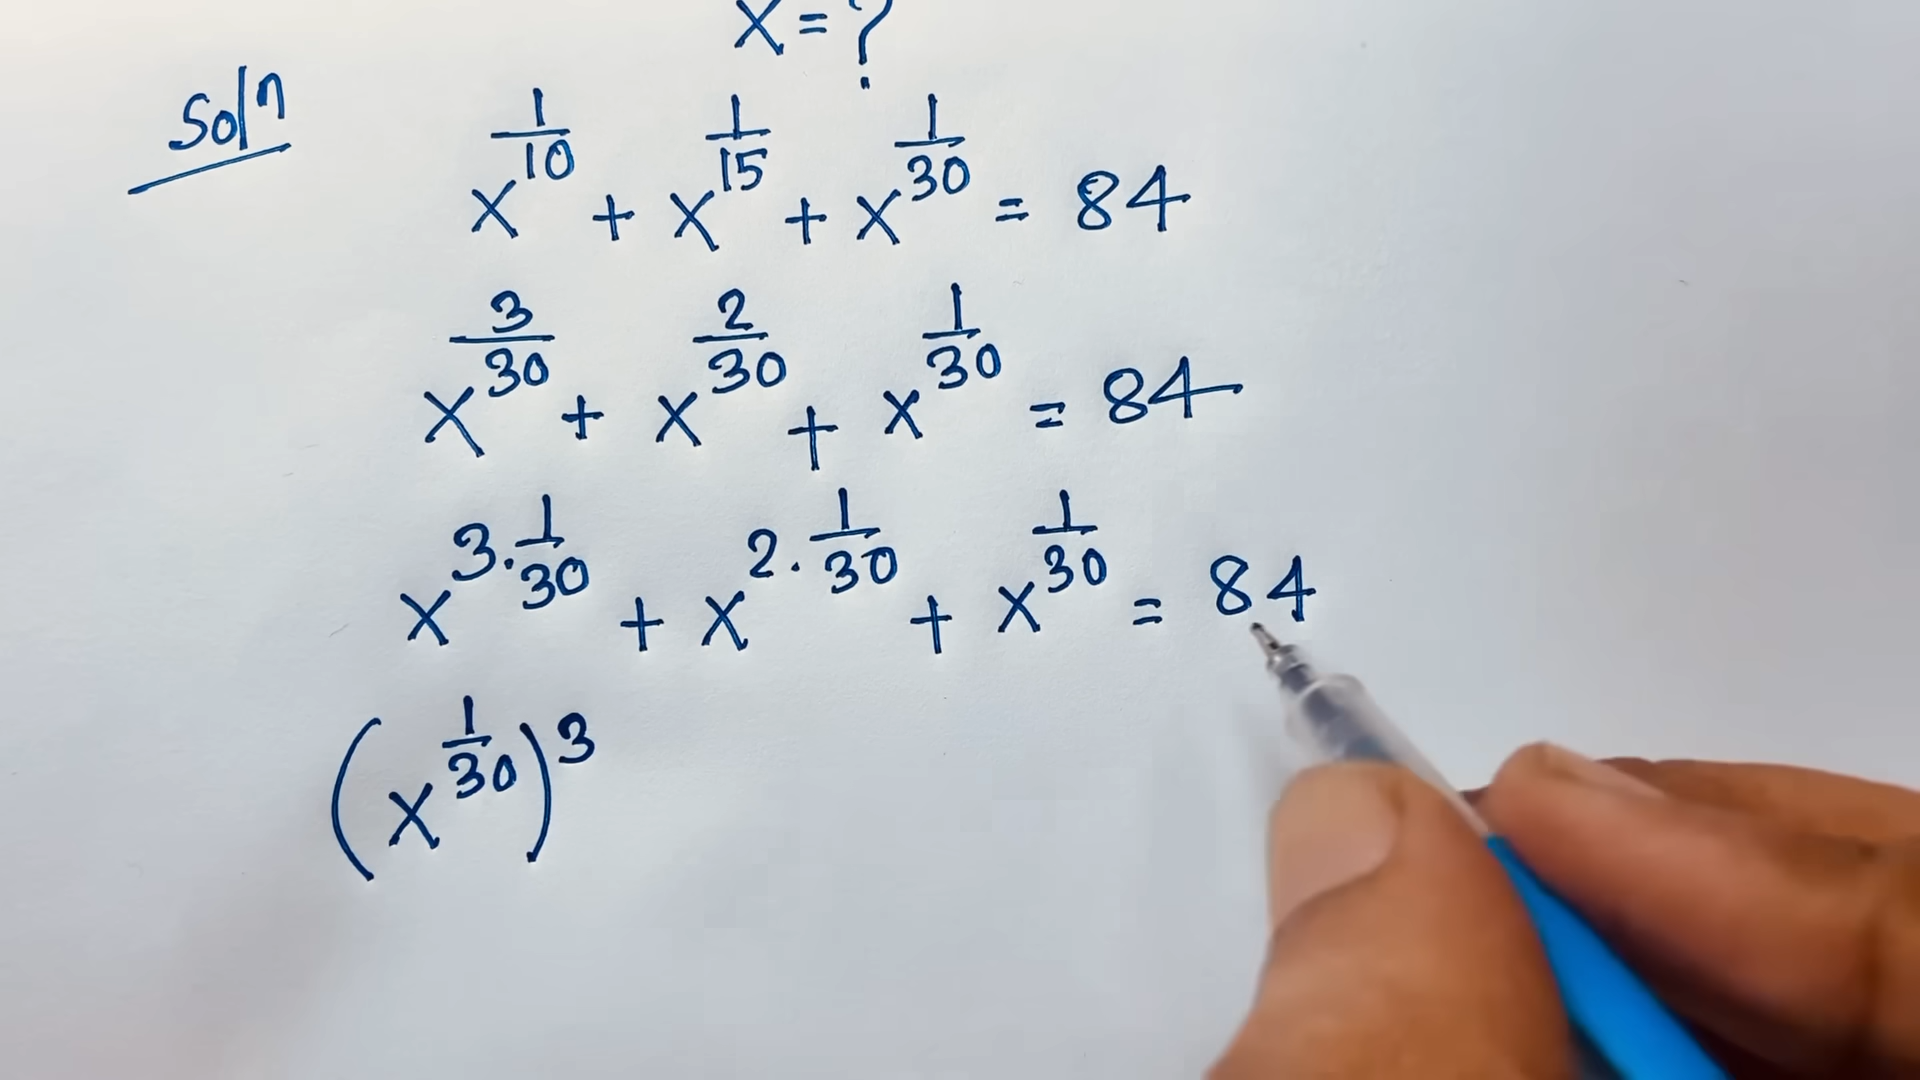 x = ?
Soln
x^(1/10) + x^(1/15) + x^(1/30) = 84
x^(3/30) + x^(2/30) + x^(1/30) = 84
x^(3·1/30) + x^(2·1/30) + x^(1/30) = 84
(x^(1/30))^3